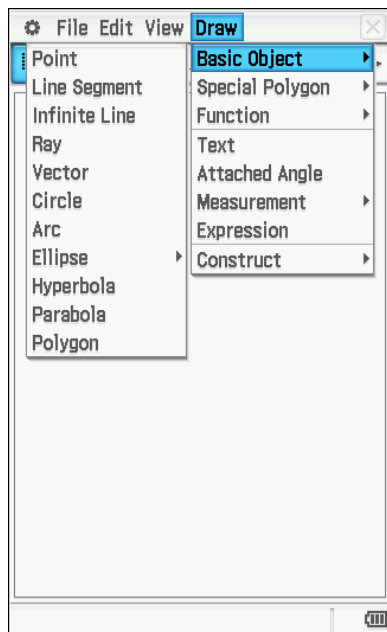 File Edit View Draw
Point
Line Segment
Infinite Line
Ray
Vector
Circle
Arc
Ellipse
Hyperbola
Parabola
Polygon
Basic Object
Special Polygon
Function
Text
Attached Angle
Measurement
Expression
Construct